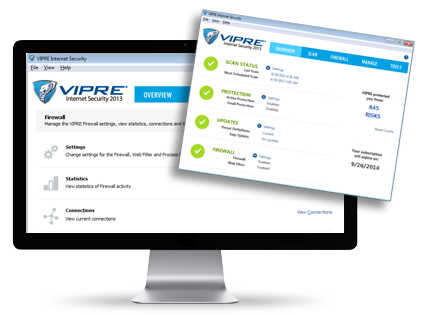 VIPRE Internet Security
File View Help
VIPRE
Internet Security 2013
OVERVIEW
Firewall
Manage the VIPRE Firewall settings, view statistics, connections and
Settings
Change settings for the Firewall, Web Filter and Process
Statistics
View statistics of Firewall activity
Connections
View current connections
View Connections
VIPRE Internet Security
File View Help
VIPRE
Internet Security 2013
OVERVIEW SCAN FIREWALL MANAGE TOOLS
SCAN STATUS
Last Scan:
Next Scheduled Scan:
Settings
PROTECTION
Active Protection:
Email Protection:
Settings
Enabled
Enabled
UPDATES
Threat Definitions:
Settings
Current
No updates
FIREWALL
Firewall:
Web Filter:
Settings
Enabled
Enabled
VIPRE protected
you from:
845
RISKS
Reset Counts
Your subscription
will expire on:
9/26/2014